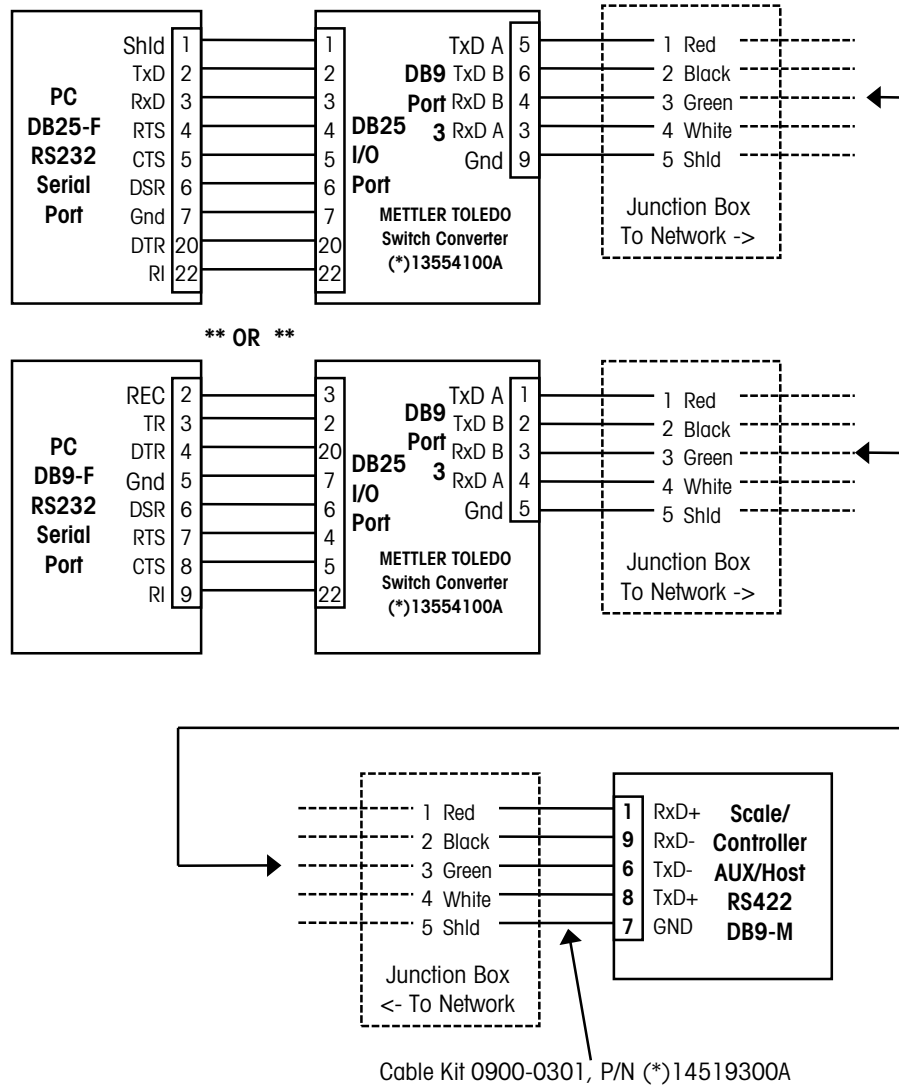 PC
DB25-F
RS232
Serial
Port
Shld 1
TxD 2
RxD 3
RTS 4
CTS 5
DSR 6
Gnd 7
DTR 20
RI 22
1
2
3
4
5
6
7
20
22
DB25
I/O
Port
DB9
Port
3
TxD A 5
TxD B 6
RxD B 4
RxD A 3
Gnd 9
METTLER TOLEDO
Switch Converter
(*)13554100A
1 Red
2 Black
3 Green
4 White
5 Shld
Junction Box
To Network ->
** OR **
PC
DB9-F
RS232
Serial
Port
REC 2
TR 3
DTR 4
Gnd 5
DSR 6
RTS 7
CTS 8
RI 9
3
2
20
7
6
4
5
22
DB25
I/O
Port
DB9
Port
3
TxD A 1
TxD B 2
RxD B 3
RxD A 4
Gnd 5
METTLER TOLEDO
Switch Converter
(*)13554100A
1 Red
2 Black
3 Green
4 White
5 Shld
Junction Box
To Network ->
1 Red
2 Black
3 Green
4 White
5 Shld
Junction Box
<- To Network
1 RxD+
9 RxD-
6 TxD-
8 TxD+
7 GND
Scale/
Controller
AUX/Host
RS422
DB9-M
Cable Kit 0900-0301, P/N (*)14519300A